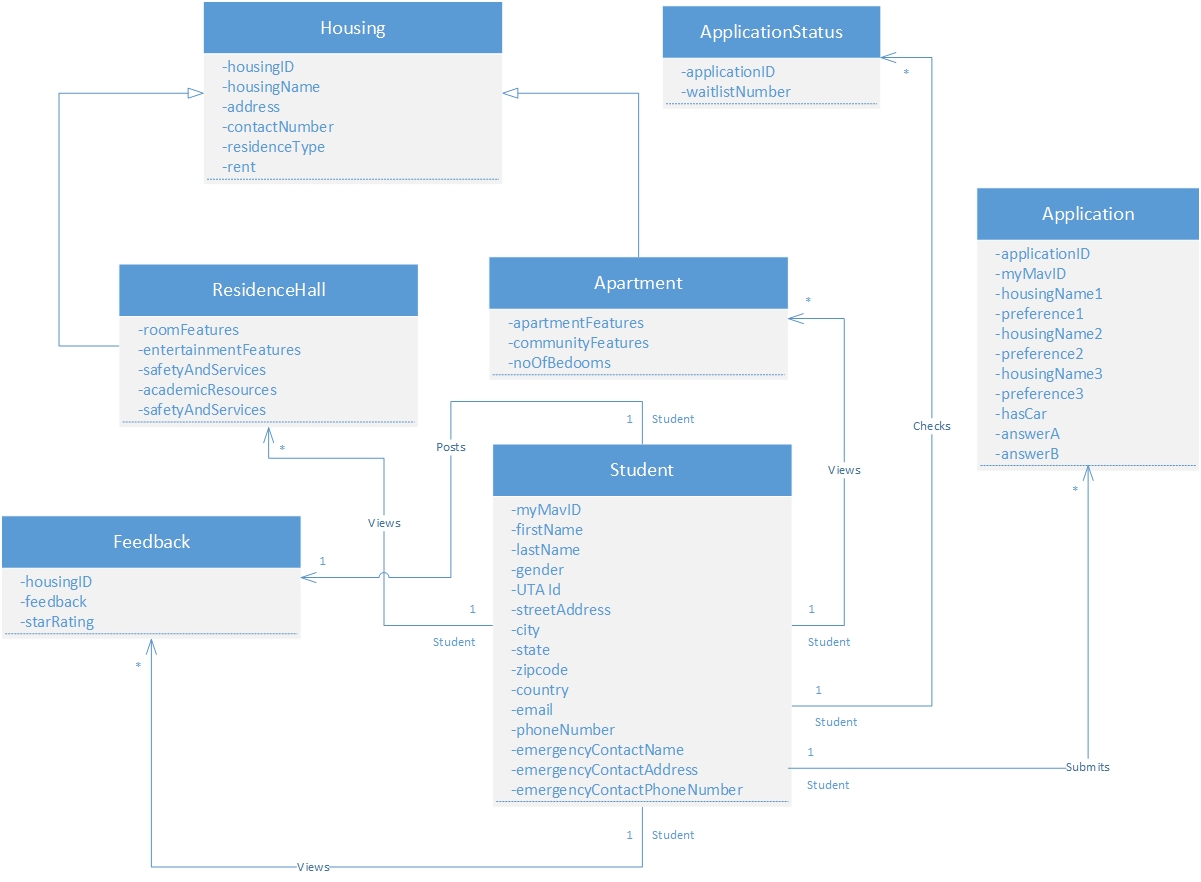 Housing
-housingID
-housingName
-address
-contactNumber
-residenceType
-rent
ApplicationStatus
-applicationID
-waitlistNumber
*
Application
-applicationID
-myMavID
-housingName1
-preference1
-housingName2
-preference2
-housingName3
-preference3
-hasCar
-answerA
-answerB
*
ResidenceHall
-roomFeatures
-entertainmentFeatures
-safetyAndServices
-academicResources
-safetyAndServices
*
Apartment
-apartmentFeatures
-communityFeatures
-noOfBedooms
*
1 Student
Posts
Checks
Views
Views
Student
-myMavID
-firstName
-lastName
-gender
-UTA Id
-streetAddress
-city
-state
-zipcode
-country
-email
-phoneNumber
-emergencyContactName
-emergencyContactAddress
-emergencyContactPhoneNumber
Feedback
-housingID
-feedback
-starRating
1
*
1
Student
1
Student
1
Student
1
Student
Submits
1 Student
Views